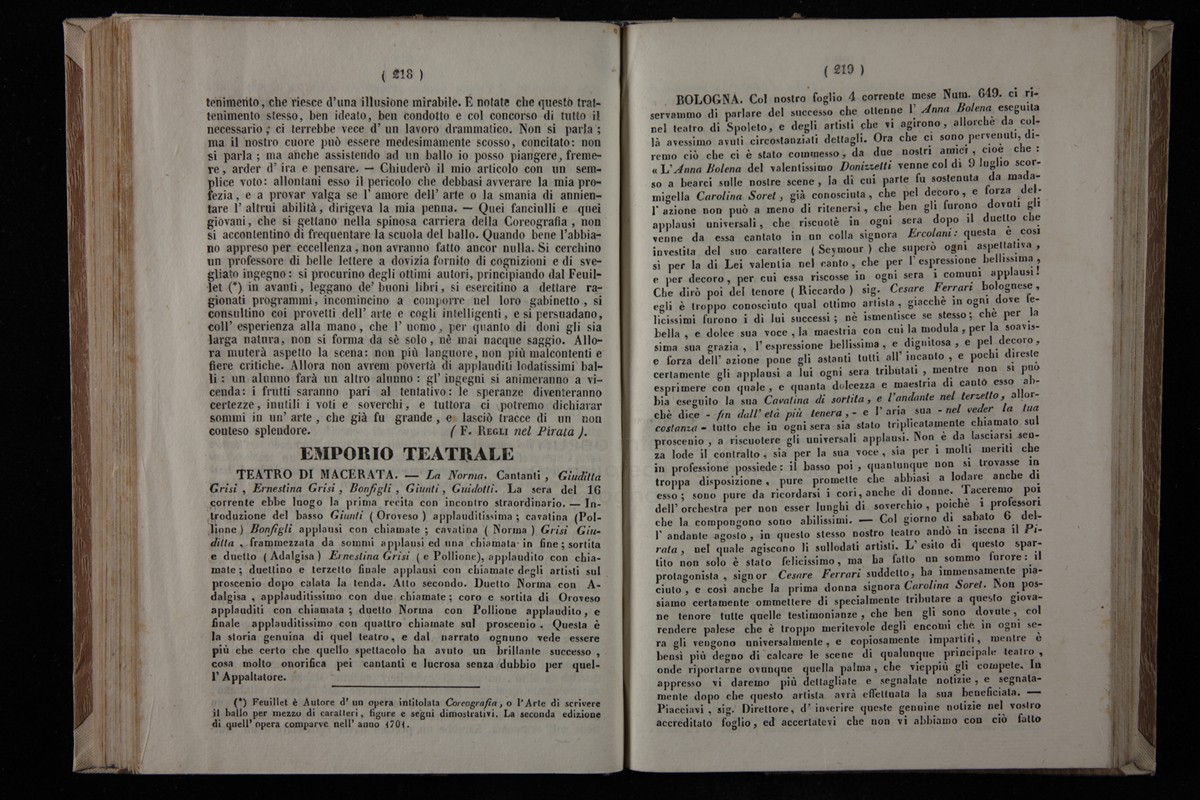 ( 218 )
tenimento, che riesce d'una illusione mirabile. E notate che questo trat-
tenimento stesso, ben ideato, ben condotto e col concorso di tutto il
necessario, ci terrebbe vece d' un lavoro drammatico. Non si parla ;
ma il nostro cuore può essere medesimamente scosso, concitato: non
si parla ; ma anche assistendo ad un ballo io posso piangere, freme-
re, arder d' ira e pensare. — Chiuderò il mio articolo con un sem-
plice voto: allontani esso il pericolo che debbasi avverare la mia pro-
fezia, e a provar valga se l' amore dell' arte o la smania di annien-
tare l' altrui abilità, dirigeva la mia penna. — Quei fanciulli e quei
giovani, che si gettano nella spinosa carriera della Coreografia, non
si accontentino di frequentare la scuola del ballo. Quando bene l'abbia-
no appreso per eccellenza, non avranno fatto ancor nulla. Si cerchino
un professore di belle lettere a dovizia fornito di cognizioni e di sve-
gliato ingegno : si procurino degli ottimi autori, principiando dal Feuil-
let (*) in avanti, leggano de' buoni libri, si esercitino a dettare ra-
gionati programmi, incomincino a comporre nel loro gabinetto, si
consultino coi provetti dell' arte e cogli intelligenti, e si persuadano,
coll' esperienza alla mano, che l' uomo, per quanto di doni gli sia
larga natura, non si forma da sè solo, nè mai nacque saggio. Allo-
ra muterà aspetto la scena: non più languore, non più malcontenti e
fiere critiche. Allora non avrem povertà di applauditi lodatissimi bal-
li : un alunno farà un altro alunno : gl' ingegni si animeranno a vi-
cenda: i frutti saranno pari al tentativo: le speranze diventeranno
certezze, inutili i voti e soverchi, e tuttora ci potremo dichiarar
sommi in un' arte, che già fu grande, e lasciò tracce di un non
conteso splendore. ( F. REGLI nel Pirata ).
EMPORIO TEATRALE
TEATRO DI MACERATA. — La Norma. Cantanti, Giuditta
Grisi, Ernestina Grisi, Bonfigli, Giunti, Guidotti. La sera del 16
corrente ebbe luogo la prima recita con incontro straordinario. — In-
troduzione del basso Giunti ( Oroveso ) applauditissima ; cavatina (Pol-
lione ) Bonfigli applausi con chiamate ; cavatina ( Norma ) Grisi Giu-
ditta, frammezzata da sommi applausi ed una chiamata in fine ; sortita
e duetto ( Adalgisa ) Ernestina Grisi ( e Pollione), applaudito con chia-
mate ; duettino e terzetto finale applausi con chiamate degli artisti sul
proscenio dopo calata la tenda. Atto secondo. Duetto Norma con A-
dalgisa, applauditissimo con due chiamate ; coro e sortita di Oroveso
applauditi con chiamata ; duetto Norma con Pollione applaudito, e
finale applauditissimo con quattro chiamate sul proscenio. Questa è
la storia genuina di quel teatro, e dal narrato ognuno vede essere
più che certo che quello spettacolo ha avuto un brillante successo,
cosa molto onorifica pei cantanti e lucrosa senza dubbio per quel-
l' Appaltatore.
(*) Feuillet è Autore d' un opera intitolata Coreografia, o l'Arte di scrivere
il ballo per mezzo di caratteri, figure e segni dimostrativi. La seconda edizione
di quell' opera comparve nell' anno 1701.
( 219 )
BOLOGNA. Col nostro foglio 4 corrente mese Num. 649. ci ri-
servammo di parlare del successo che ottenne l' Anna Bolena eseguita
nel teatro di Spoleto, e degli artisti che vi agirono, allorchè da col-
là avessimo avuti circostanziati dettagli. Ora che ci sono pervenuti, di-
remo ciò che ci è stato commesso, da due nostri amici, cioè che :
« L'Anna Bolena del valentissimo Donizzetti venne col dì 9 luglio scor-
so a bearci sulle nostre scene, la di cui parte fu sostenuta da mada-
migella Carolina Soret, già conosciuta, che pel decoro, e forza del-
l' azione non può a meno di ritenersi, che ben gli furono dovuti gli
applausi universali, che riscuotè in ogni sera dopo il duetto che
venne da essa cantato in un colla signora Ercolani : questa è così
investita del suo carattere ( Seymour ) che superò ogni aspettativa,
sì per la di Lei valentia nel canto, che per l' espressione bellissima,
e per decoro, per cui essa riscosse in ogni sera i comuni applausi !
Che dirò poi del tenore ( Riccardo ) sig. Cesare Ferrari bolognese,
egli è troppo conosciuto qual ottimo artista, giacchè in ogni dove fe-
licissimi furono i di lui successi ; nè ismentisce se stesso ; chè per la
bella, e dolce sua voce, la maestria con cui la modula, per la soavis-
sima sua grazia, l' espressione bellissima, e dignitosa, e pel decoro,
e forza dell' azione pone gli astanti tutti all' incanto, e pochi direste
certamente gli applausi a lui ogni sera tributati, mentre non si può
esprimere con quale, e quanta dolcezza e maestria di canto esso ab-
bia eseguito la sua Cavatina di sortita, e l'andante nel terzetto, allor-
chè dice - fin dall' età più tenera, - e l' aria sua - nel veder la tua
costanza - tutto che in ogni sera sia stato triplicatamente chiamato sul
proscenio, a riscuotere gli universali applausi. Non è da lasciarsi sen-
za lode il contralto, sia per la sua voce, sia per i molti meriti che
in professione possiede : il basso poi, quantunque non si trovasse in
troppa disposizione, pure promette che abbiasi a lodare anche di
esso ; sono pure da ricordarsi i cori, anche di donne. Taceremo poi
dell' orchestra per non esser lunghi di soverchio, poichè i professori
che la compongono sono abilissimi. — Col giorno di sabato 6 del-
l' andante agosto, in questo stesso nostro teatro andò in iscena il Pi-
rata, nel quale agiscono li sullodati artisti. L' esito di questo spar-
tito non solo è stato felicissimo, ma ha fatto un sommo furore : il
protagonista, signor Cesare Ferrari suddetto, ha immensamente pia-
ciuto, e così anche la prima donna signora Carolina Soret. Non pos-
siamo certamente ommettere di specialmente tributare a questo giova-
ne tenore tutte quelle testimonianze, che ben gli sono dovute, col
rendere palese che è troppo meritevole degli encomi che in ogni se-
ra gli vengono universalmente, e copiosamente impartiti, mentre è
bensì più degno di calcare le scene di qualunque principale teatro,
onde riportarne ovunque quella palma, che vieppiù gli compete. In
appresso vi daremo più dettagliate e segnalate notizie, e segnata-
mente dopo che questo artista avrà effettuata la sua beneficiata. —
Piacciavi, sig. Direttore, d' inserire queste genuine notizie nel vostro
accreditato foglio, ed accertatevi che non vi abbiamo con ciò fatto